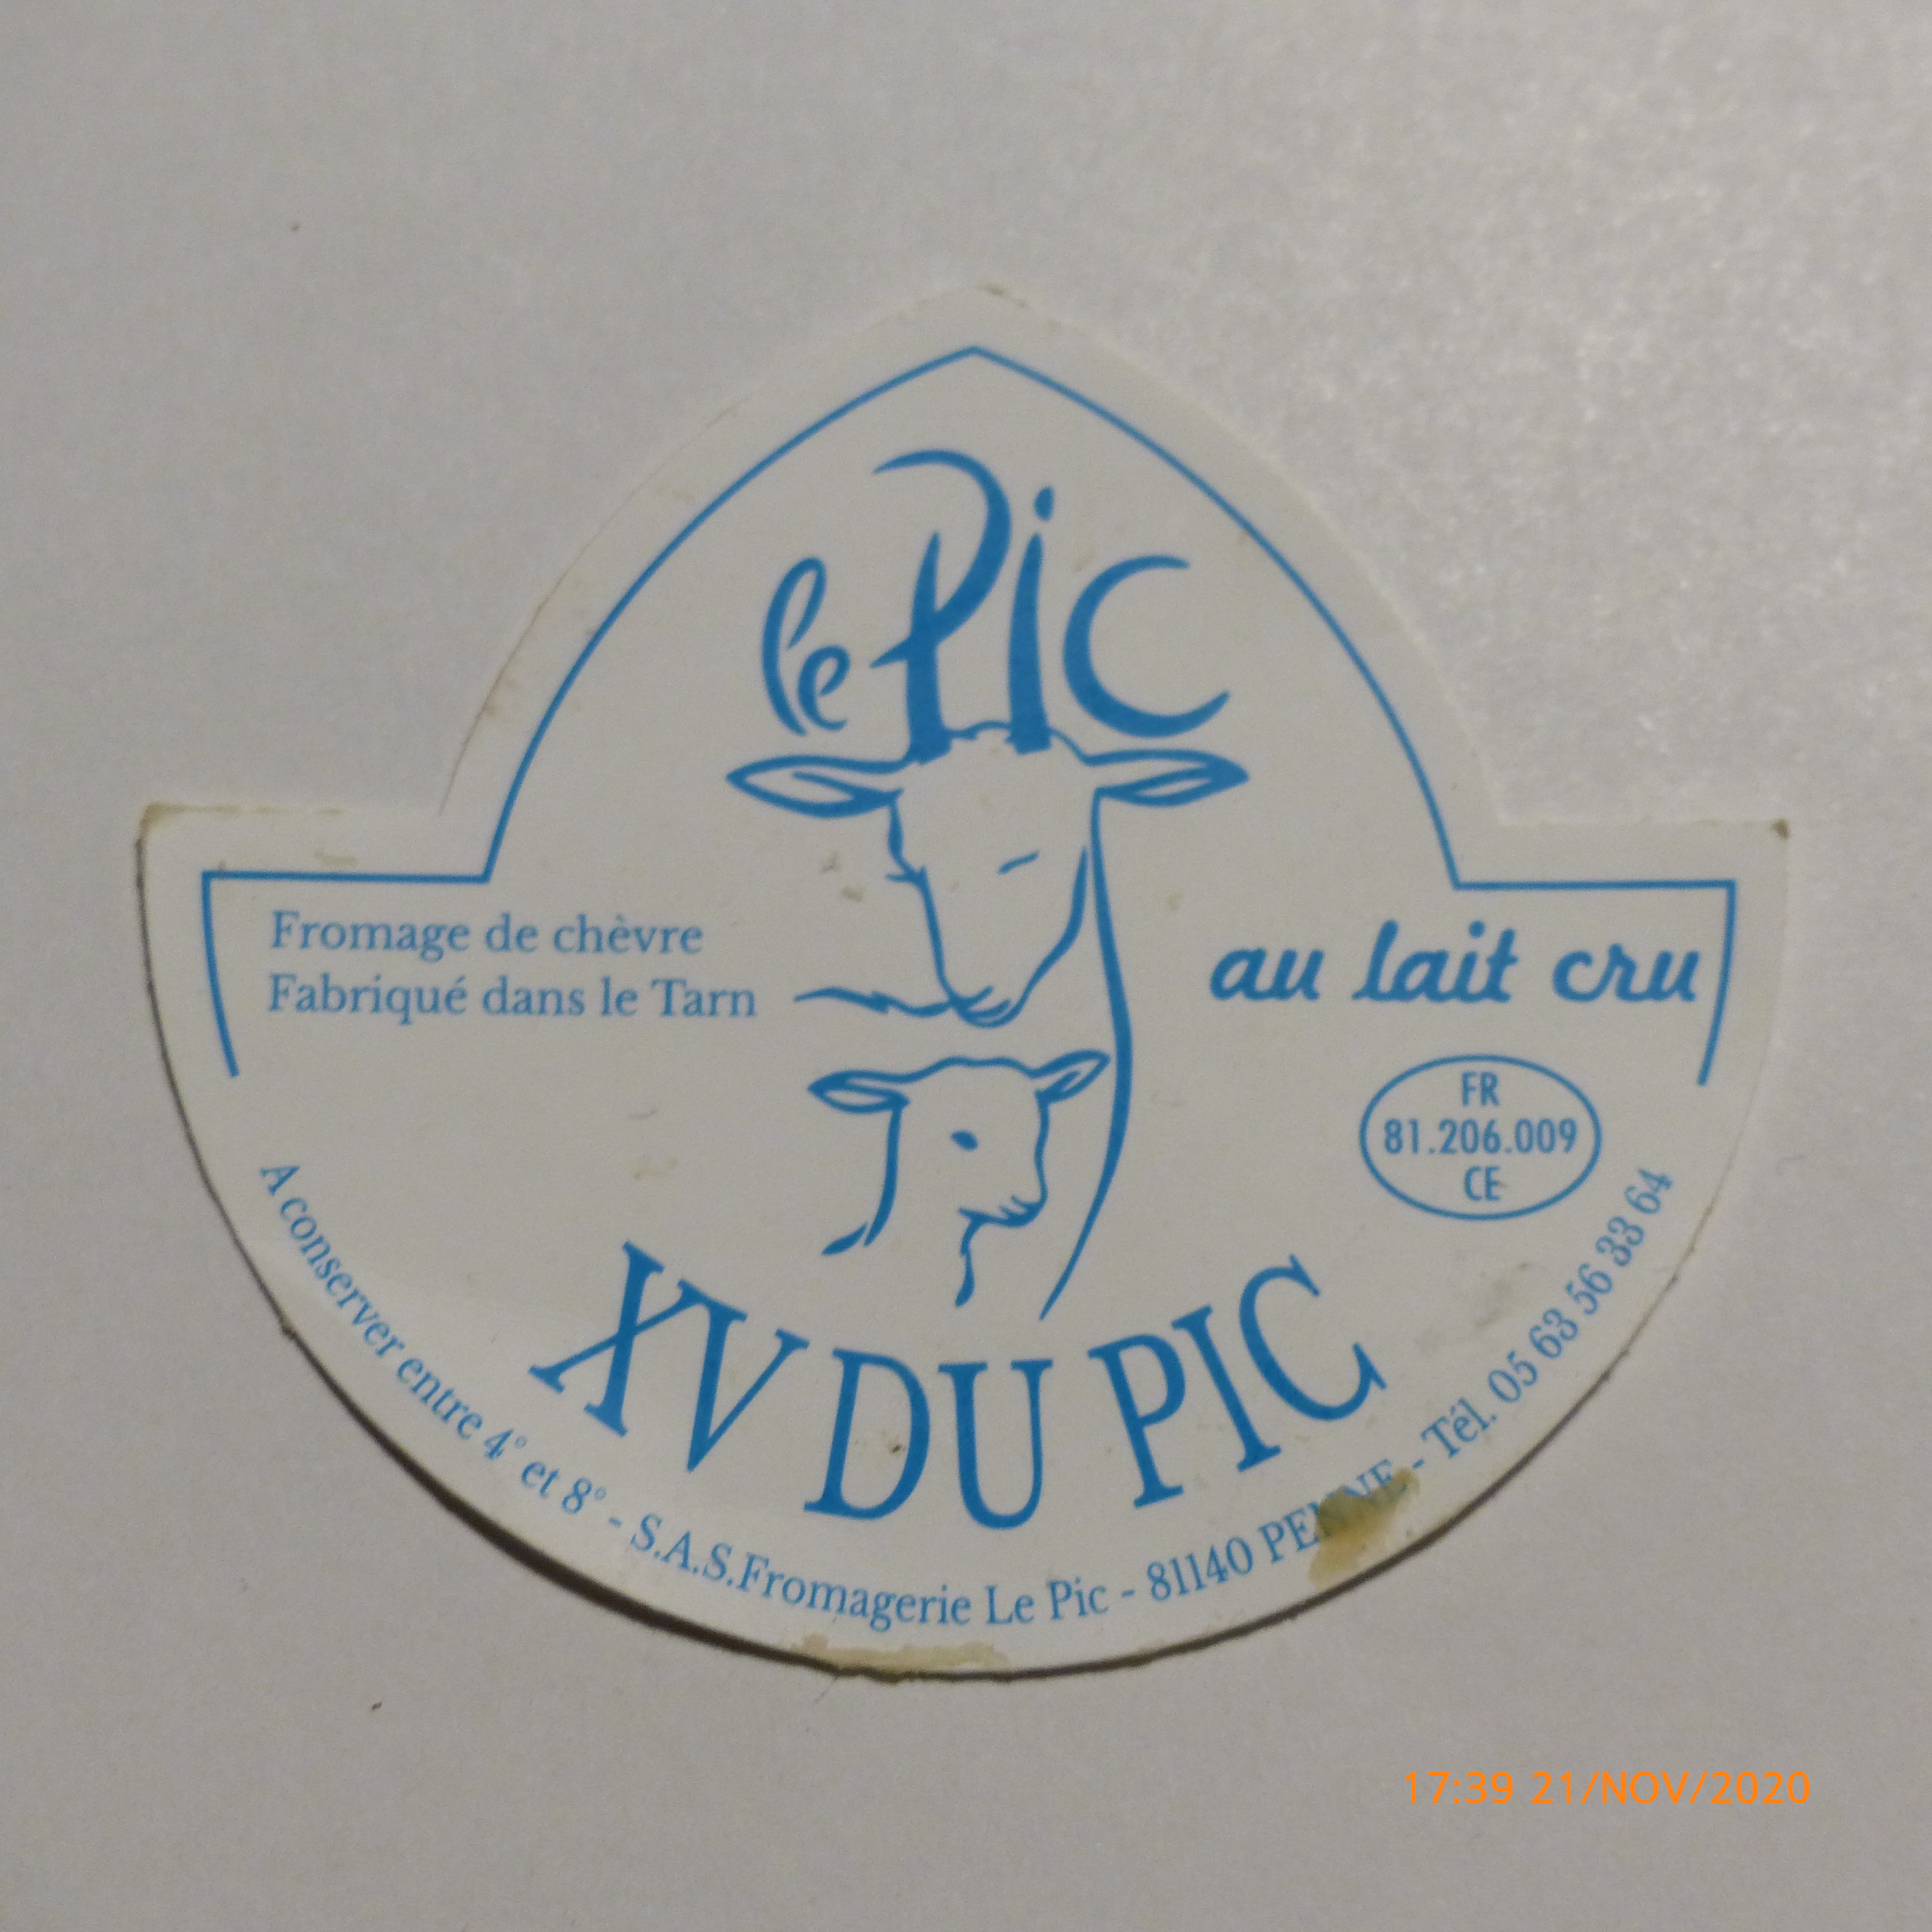 le Pic
Fromage de chèvre
Fabriqué dans le Tarn
au lait cru
FR
81.206.009
CE
XV DU PIC
A conserver entre 4° et 8° - S.A.S.Fromagerie Le Pic - 81140 PENNE - Tél. 05 63 56 33 64
17:39 21/NOV/2020